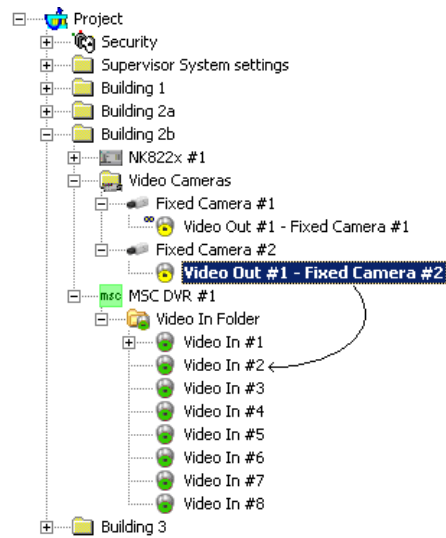 Project
Security
Supervisor System settings
Building 1
Building 2a
Building 2b
NK822x #1
Video Cameras
Fixed Camera #1
Video Out #1 - Fixed Camera #1
Fixed Camera #2
Video Out #1 - Fixed Camera #2
msc MSC DVR #1
Video In Folder
Video In #1
Video In #2
Video In #3
Video In #4
Video In #5
Video In #6
Video In #7
Video In #8
Building 3